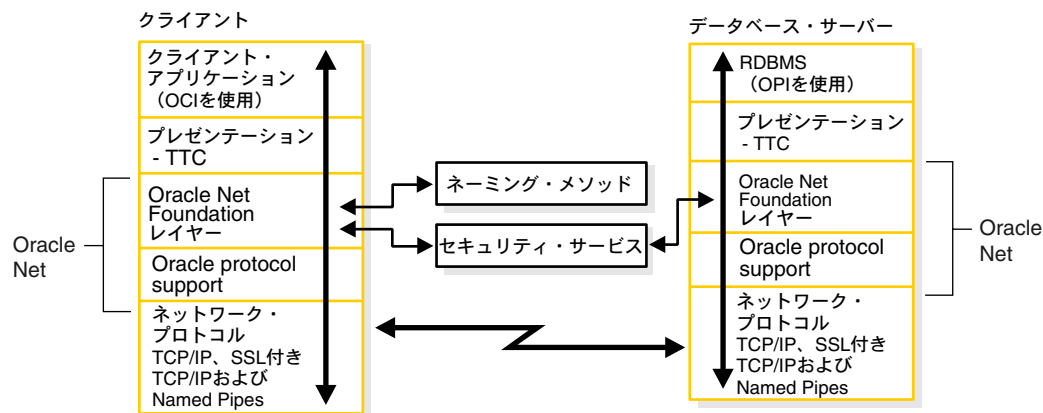 クライアント
クライアント・
アプリケーション
（OCIを使用）
プレゼンテーション
- TTC
Oracle Net
Foundation
レイヤー
Oracle protocol
support
ネットワーク・
プロトコル
TCP/IP、SSL付き
TCP/IPおよび
Named Pipes
Oracle
Net
ネーミング・メソッド
セキュリティ・サービス
データベース・サーバー
RDBMS
（OPIを使用）
プレゼンテーション
- TTC
Oracle Net
Foundation
レイヤー
Oracle protocol
support
ネットワーク・
プロトコル
TCP/IP、SSL付き
TCP/IPおよび
Named Pipes
Oracle
Net